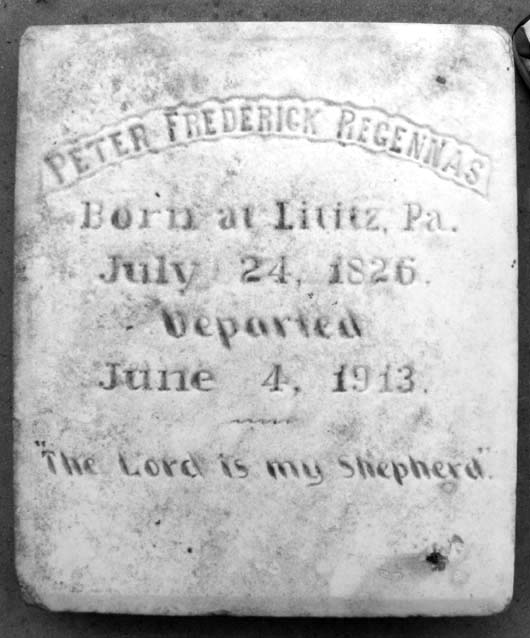 PETER FREDERICK REGENNAS
Born at Lititz, Pa.
July 24, 1826.
Departed
June 4, 1913.
"The Lord is my Shepherd".